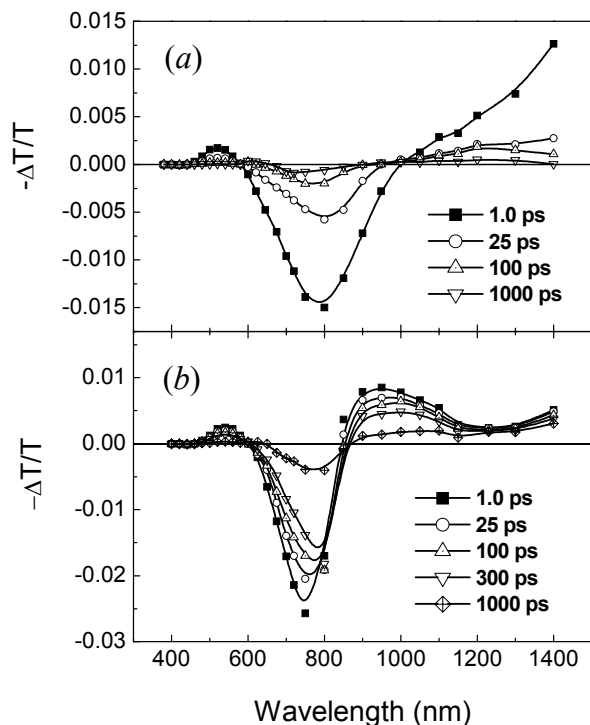 (a)
0.015
0.010
0.005
0.000
-0.005
-0.010
-0.015
-ΔT/T
1.0 ps
25 ps
100 ps
1000 ps
(b)
0.01
0.00
-0.01
-0.02
-0.03
−ΔT/T
1.0 ps
25 ps
100 ps
300 ps
1000 ps
400 600 800 1000 1200 1400
Wavelength (nm)